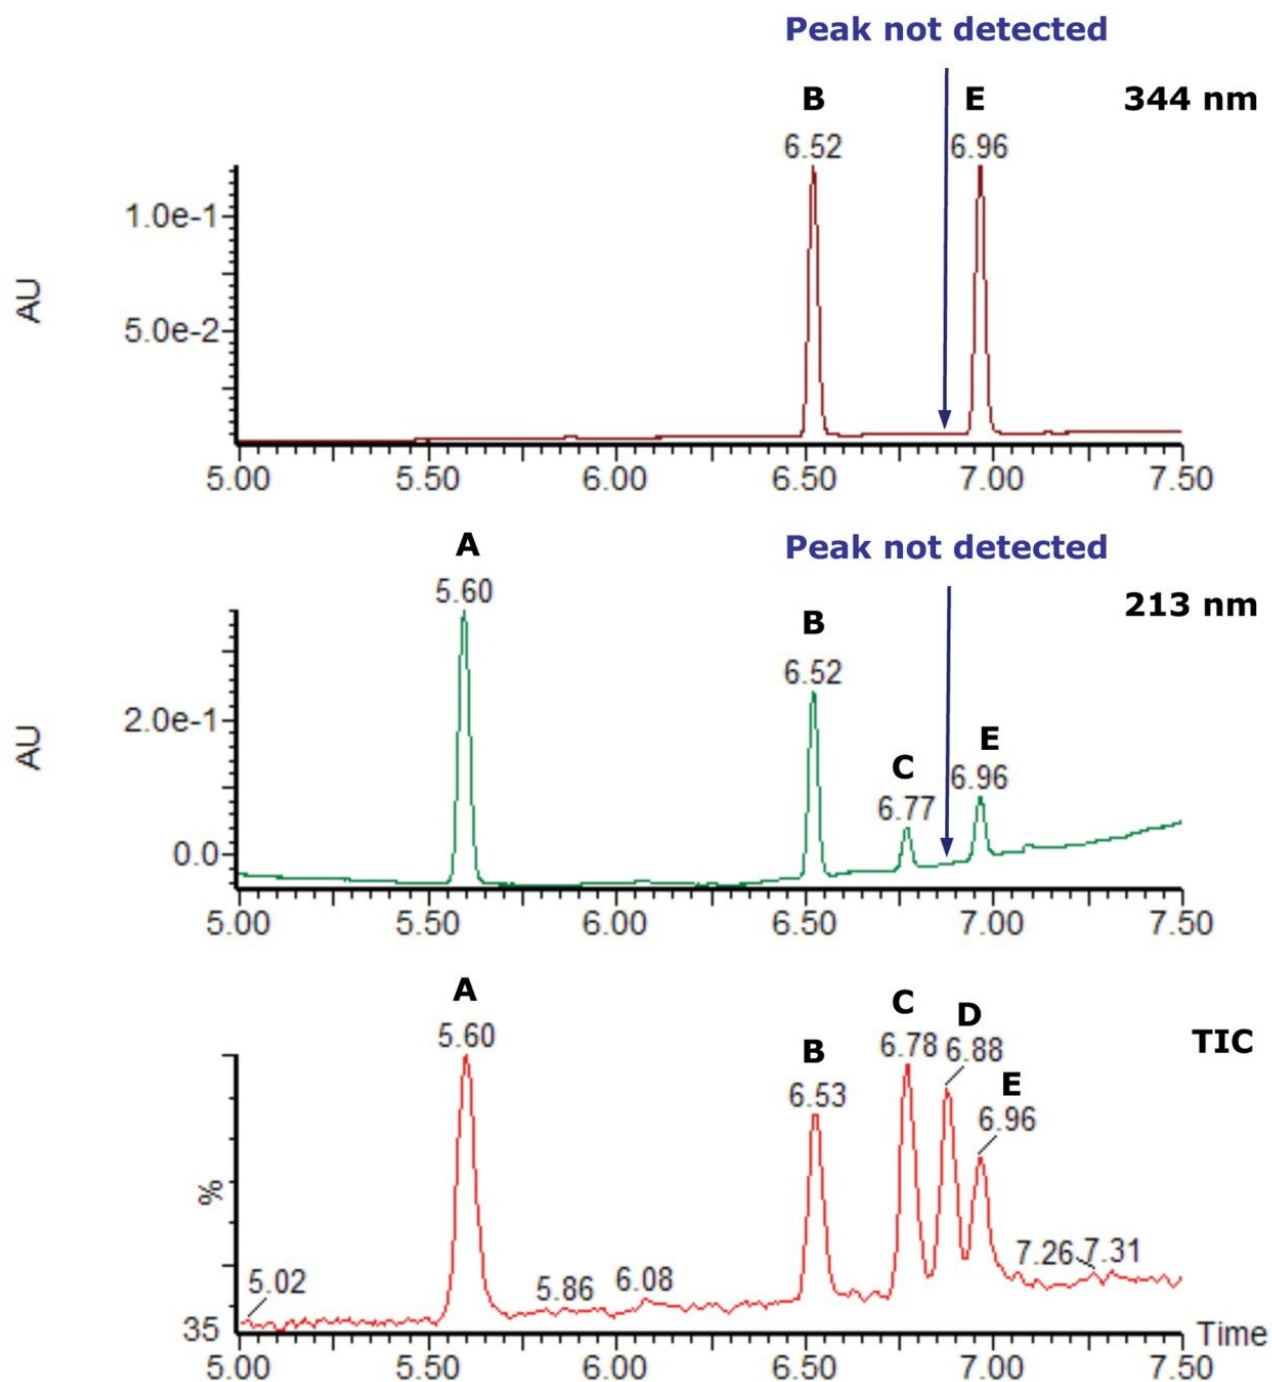 Peak not detected
B E 344 nm
6.52 6.96
1.0e-1
AU
5.0e-2
5.00 5.50 6.00 6.50 7.00 7.50
A Peak not detected
5.60 213 nm
B
6.52
2.0e-1
AU
E
C 6.96
6.77
0.0
5.00 5.50 6.00 6.50 7.00 7.50
A C D
5.60 B 6.78 6.88 TIC
6.53 E
6.96
%
5.02 5.86 6.08 7.26 7.31
35 Time
5.00 5.50 6.00 6.50 7.00 7.50